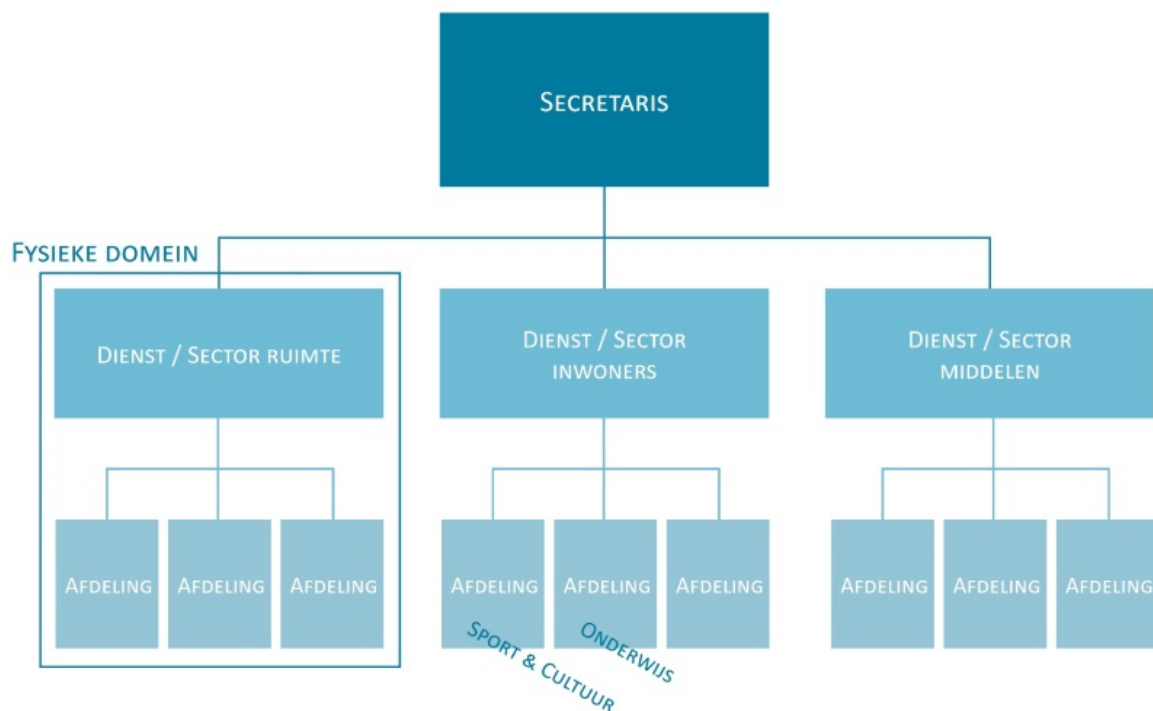 SECRETARIS
FYSIEKE DOMEIN
DIENST / SECTOR RUIMTE
DIENST / SECTOR
INWONERS
DIENST / SECTOR
MIDDELEN
AFDELING
AFDELING
AFDELING
AFDELING
AFDELING
AFDELING
AFDELING
AFDELING
AFDELING
SPORT & CULTUUR
ONDERWIJS